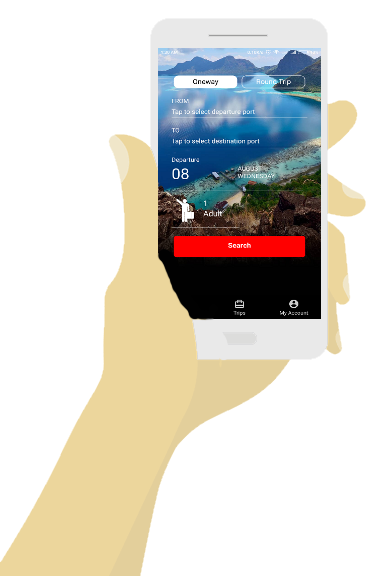 Oneway
Round Trip
FROM
Tap to select departure port
TO
Tap to select destination port
Departure
08
AUGUST
WEDNESDAY
1
Adult
Search
Trips
My Account